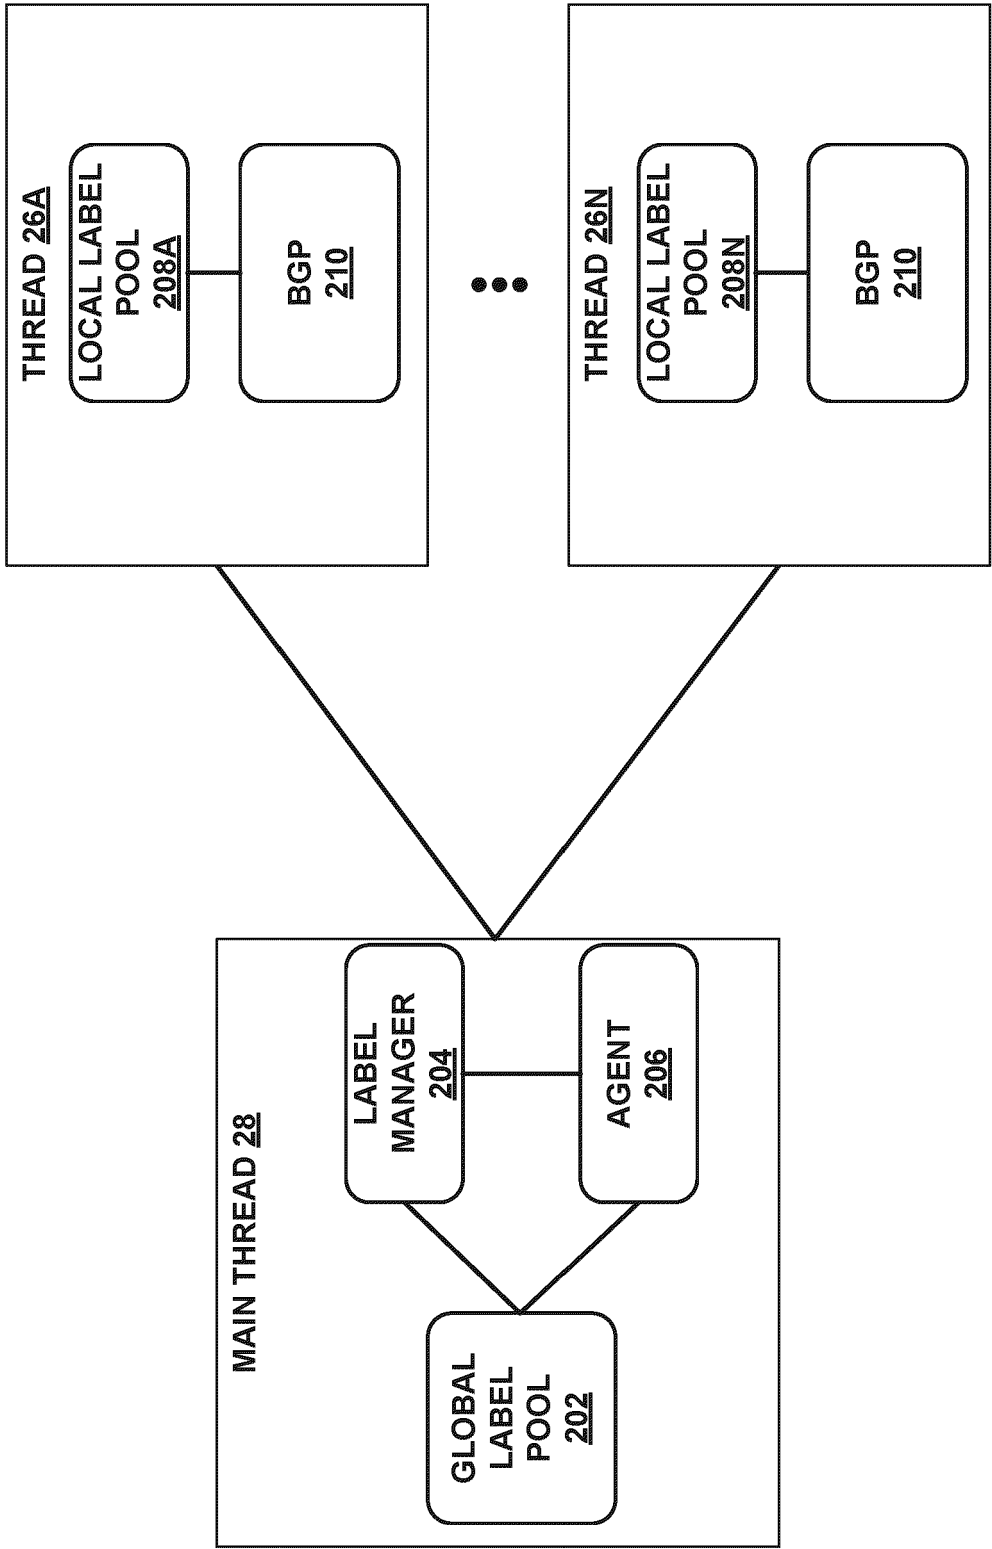 MAIN THREAD 28
GLOBAL
LABEL
POOL
202
LABEL
MANAGER
204
AGENT
206
THREAD 26A
LOCAL LABEL
POOL
208A
BGP
210
THREAD 26N
LOCAL LABEL
POOL
208N
BGP
210